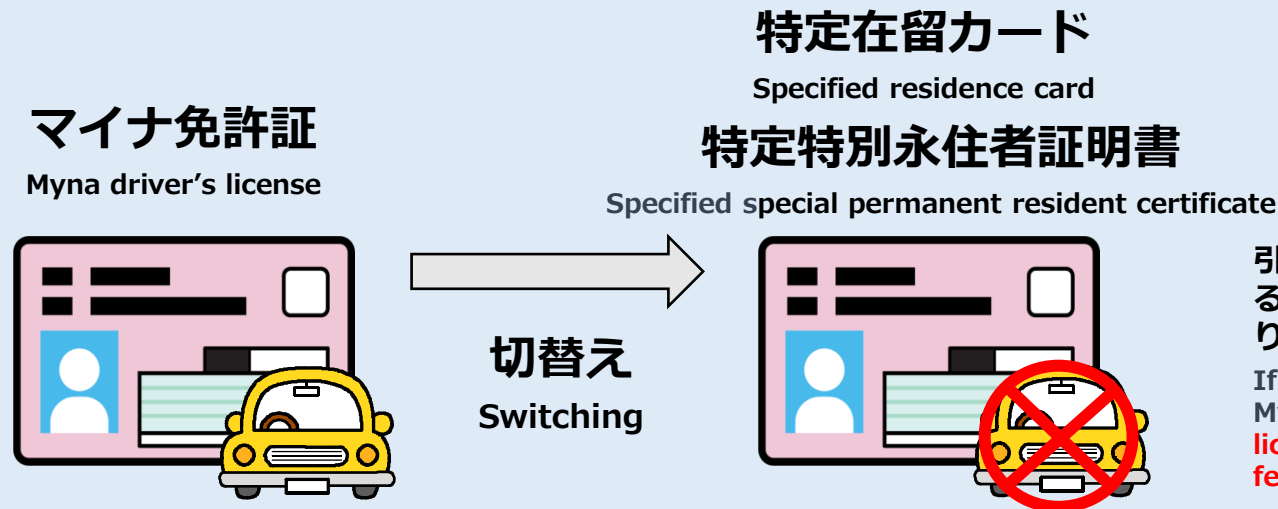 特定在留カード
Specified residence card
マイナ免許証
Myna driver's license
特定特別永住者証明書
Specified special permanent resident certificate
切替え
Switching
引
る
り
If
lic
fe